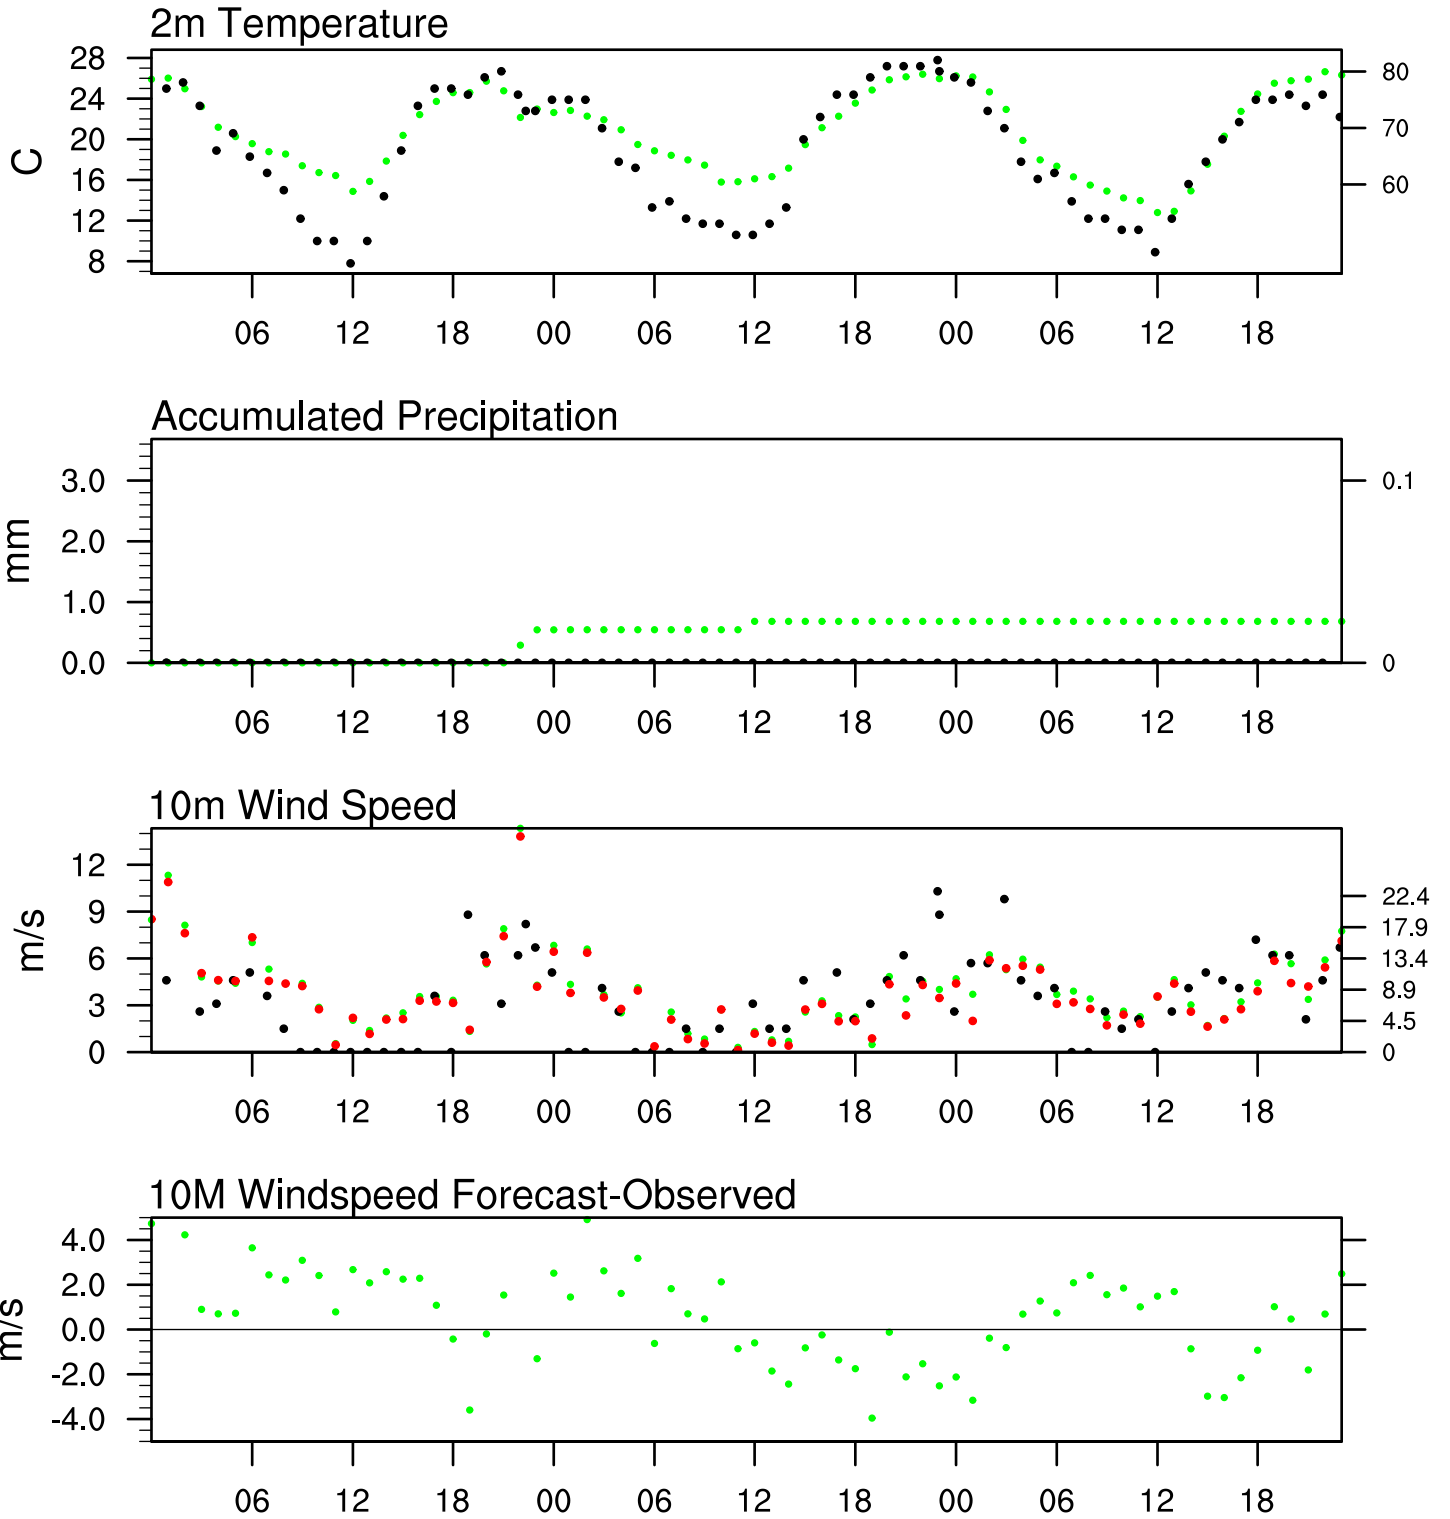 2m Temperature
28
24
20
16
12
8
C
80
70
60
06 12 18 00 06 12 18 00 06 12 18
Accumulated Precipitation
3.0
2.0
1.0
0.0
mm
0.1
0
06 12 18 00 06 12 18 00 06 12 18
10m Wind Speed
12
9
6
3
0
m/s
22.4
17.9
13.4
8.9
4.5
0
06 12 18 00 06 12 18 00 06 12 18
10M Windspeed Forecast-Observed
4.0
2.0
0.0
-2.0
-4.0
m/s
06 12 18 00 06 12 18 00 06 12 18